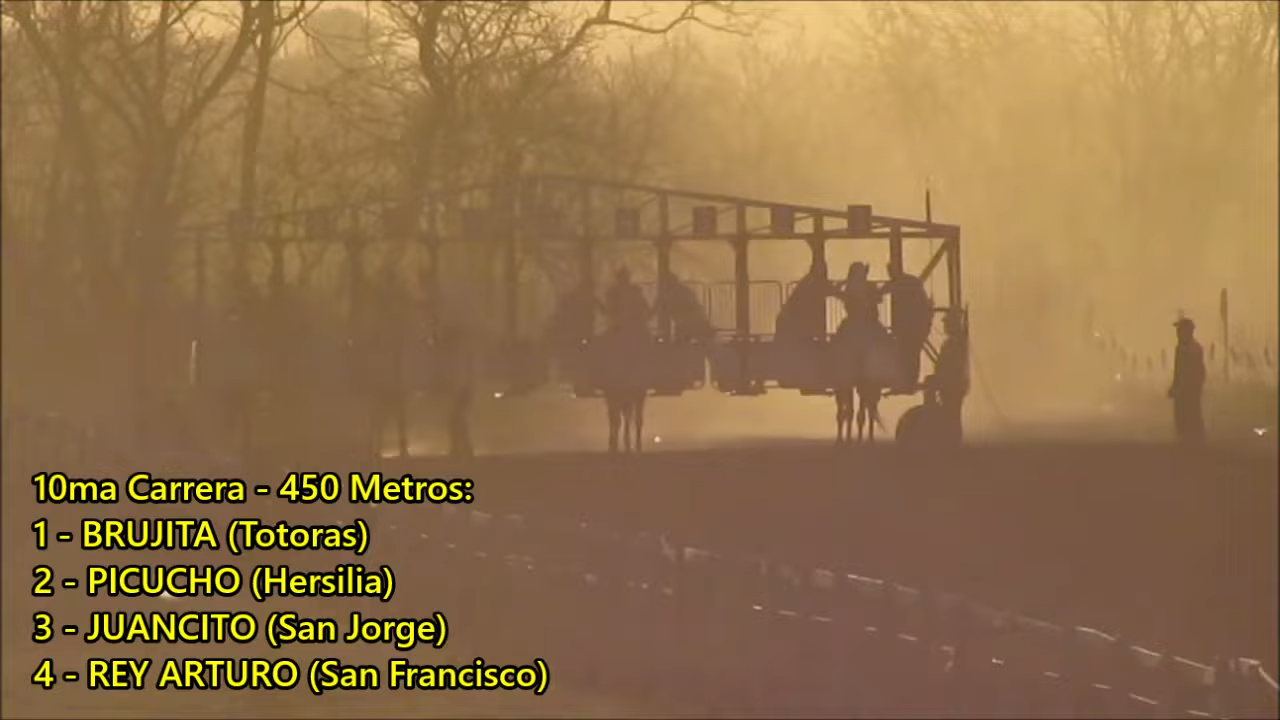 10ma Carrera - 450 Metros:
1 - BRUJITA (Totoras)
2 - PICUCHO (Hersilia)
3 - JUANCITO (San Jorge)
4 - REY ARTURO (San Francisco)